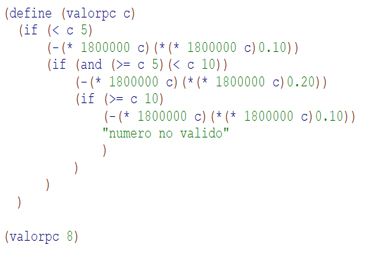 (define (valorpc c)
(if (< c 5)
(-(* 1800000 c)(*(* 1800000 c)0.10))
(if (and (>= c 5)(< c 10))
(-(* 1800000 c)(*(* 1800000 c)0.20))
(if (>= c 10)
(-(* 1800000 c)(*(* 1800000 c)0.10))
"numero no valido"
)
)
)
)
(valorpc 8)